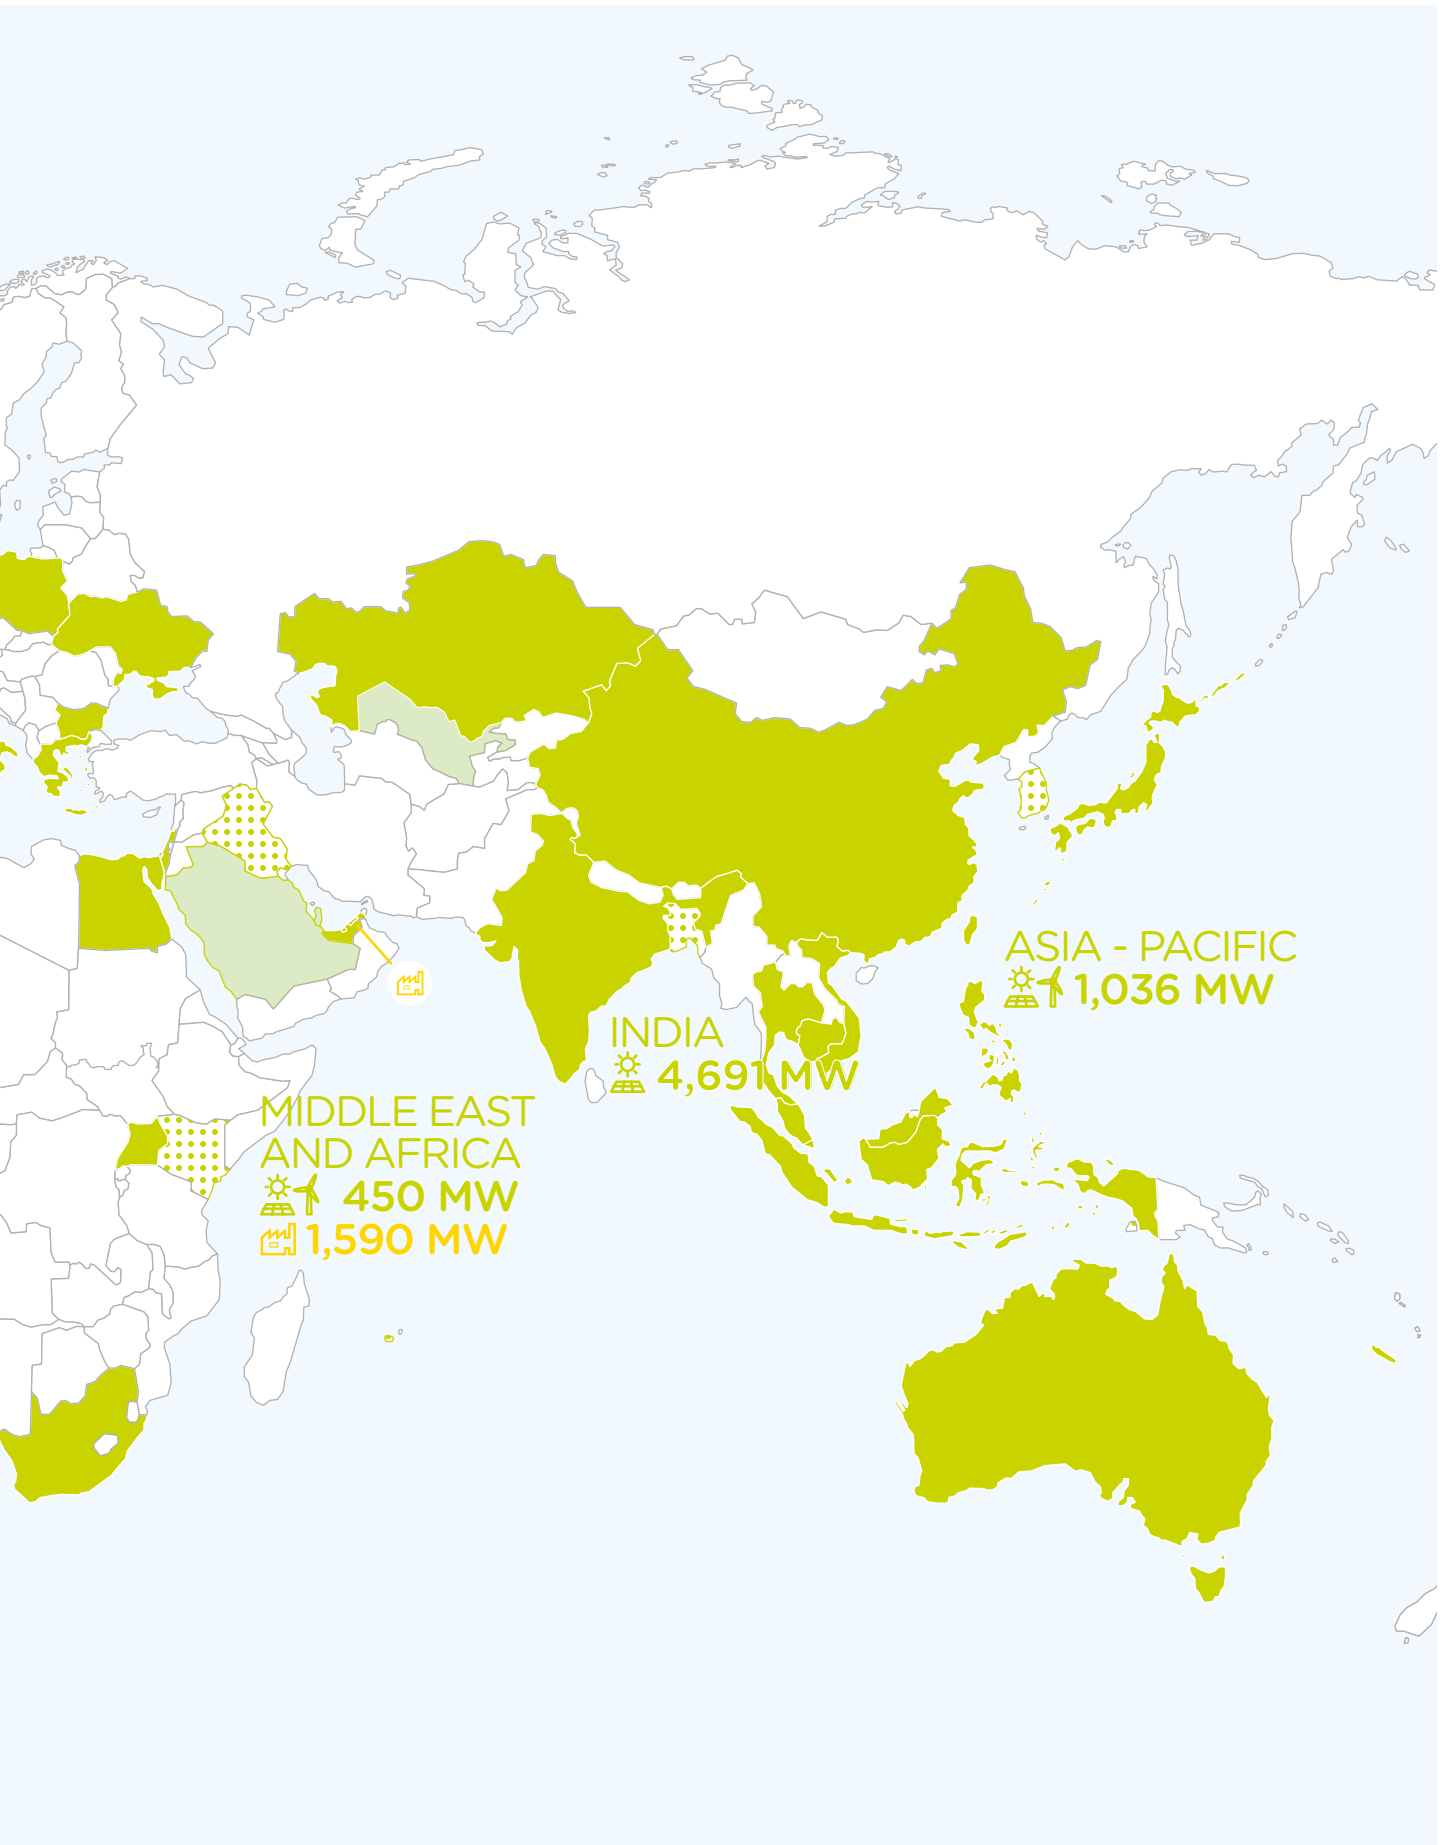 ASIA - PACIFIC
1,036 MW
INDIA
4,691 MW
MIDDLE EAST
AND AFRICA
450 MW
1,590 MW